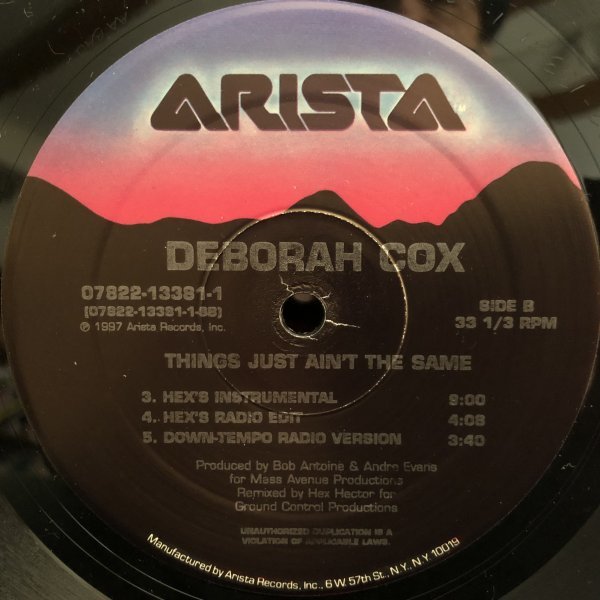 ARISTA
DEBORAH COX
07822-13381-1
[07822-13381-1-SB]
℗ 1997 Arista Records, Inc.
SIDE B
33 1/3 RPM
THINGS JUST AIN'T THE SAME
3. HEX'S INSTRUMENTAL 9:00
4. HEX'S RADIO EDIT 4:08
5. DOWN-TEMPO RADIO VERSION 3:40
Produced by Bob Antoine & Andre Evans
for Mass Avenue Productions
Remixed by Hex Hector for
Ground Control Productions
UNAUTHORIZED DUPLICATION IS A
VIOLATION OF APPLICABLE LAWS.
Manufactured by Arista Records, Inc., 6 W. 57th St., N.Y., N.Y. 10019